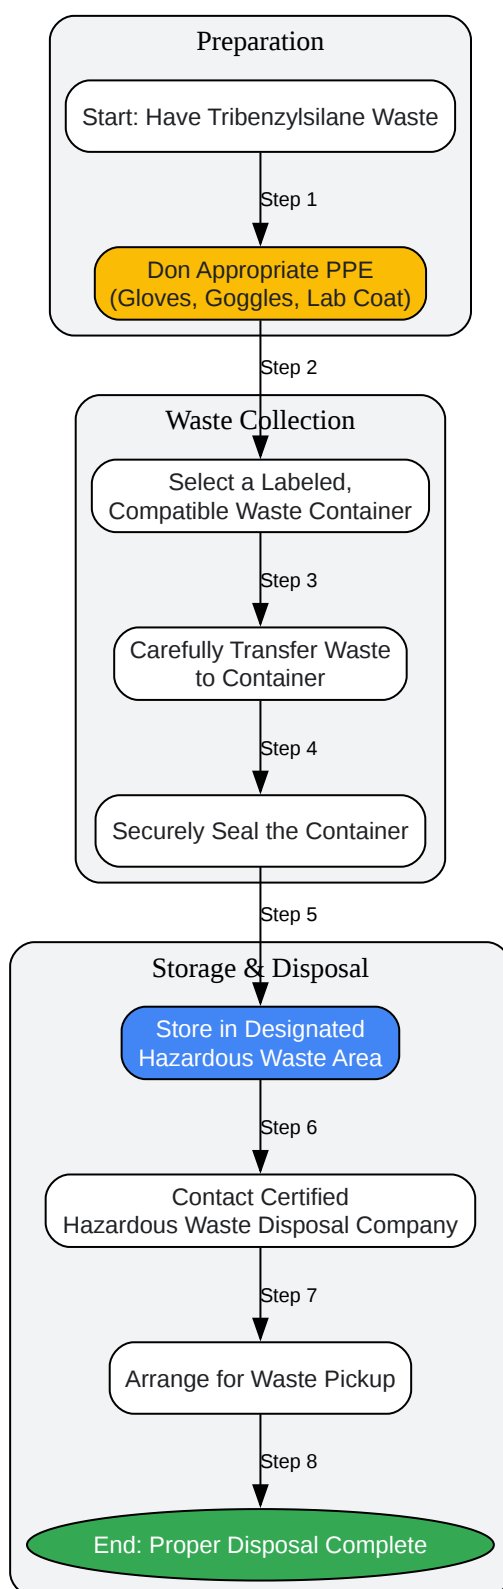 Preparation
Start: Have Tribenzylsilane Waste
Step 1
Don Appropriate PPE
(Gloves, Goggles, Lab Coat)
Step 2
Waste Collection
Select a Labeled,
Compatible Waste Container
Step 3
Carefully Transfer Waste
to Container
Step 4
Securely Seal the Container
Step 5
Storage & Disposal
Store in Designated
Hazardous Waste Area
Step 6
Contact Certified
Hazardous Waste Disposal Company
Step 7
Arrange for Waste Pickup
Step 8
End: Proper Disposal Complete